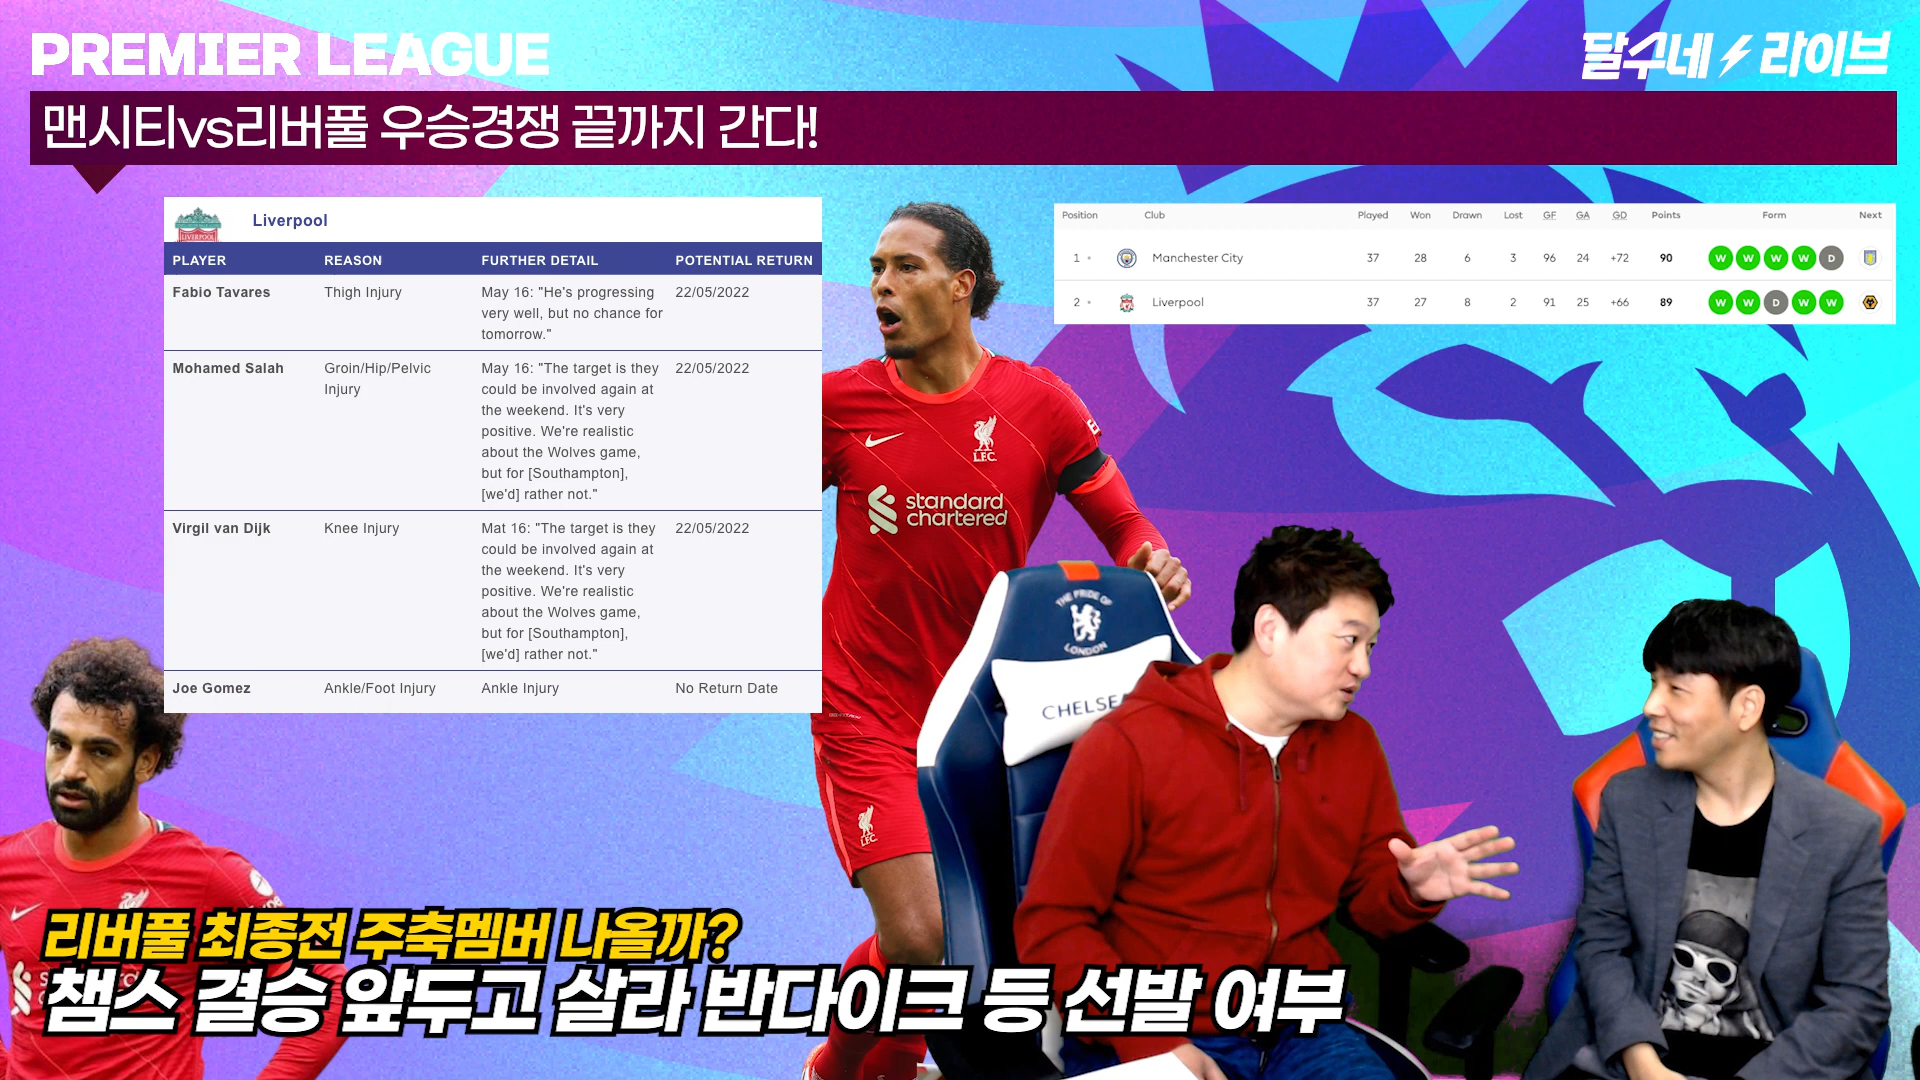 PREMIER LEAGUE
달수네 라이브
맨시티vs리버풀 우승경쟁 끝까지 간다!
Liverpool
PLAYER REASON FURTHER DETAIL POTENTIAL RETURN
Fabio Tavares Thigh Injury May 16: "He's progressing 22/05/2022
very well, but no chance for
tomorrow."
Mohamed Salah Groin/Hip/Pelvic May 16: "The target is they 22/05/2022
Injury could be involved again at
the weekend. It's very
positive. We're realistic
about the Wolves game,
but for [Southampton],
[we'd] rather not."
Virgil van Dijk Knee Injury Mat 16: "The target is they 22/05/2022
could be involved again at
the weekend. It's very
positive. We're realistic
about the Wolves game,
but for [Southampton],
[we'd] rather not."
Joe Gomez Ankle/Foot Injury Ankle Injury No Return Date
Position Club Played Won Drawn Lost GF GA GD Points Form Next
1 Manchester City 37 28 6 3 96 24 +72 90 W W W W D
2 Liverpool 37 27 8 2 91 25 +66 89 W W D W W
L.F.C.
standard
chartered
L.F.C.
THE PRIDE OF
LONDON
CHELSEA
리버풀 최종전 주축멤버 나올까?
챔스 결승 앞두고 살라 반다이크 등 선발 여부